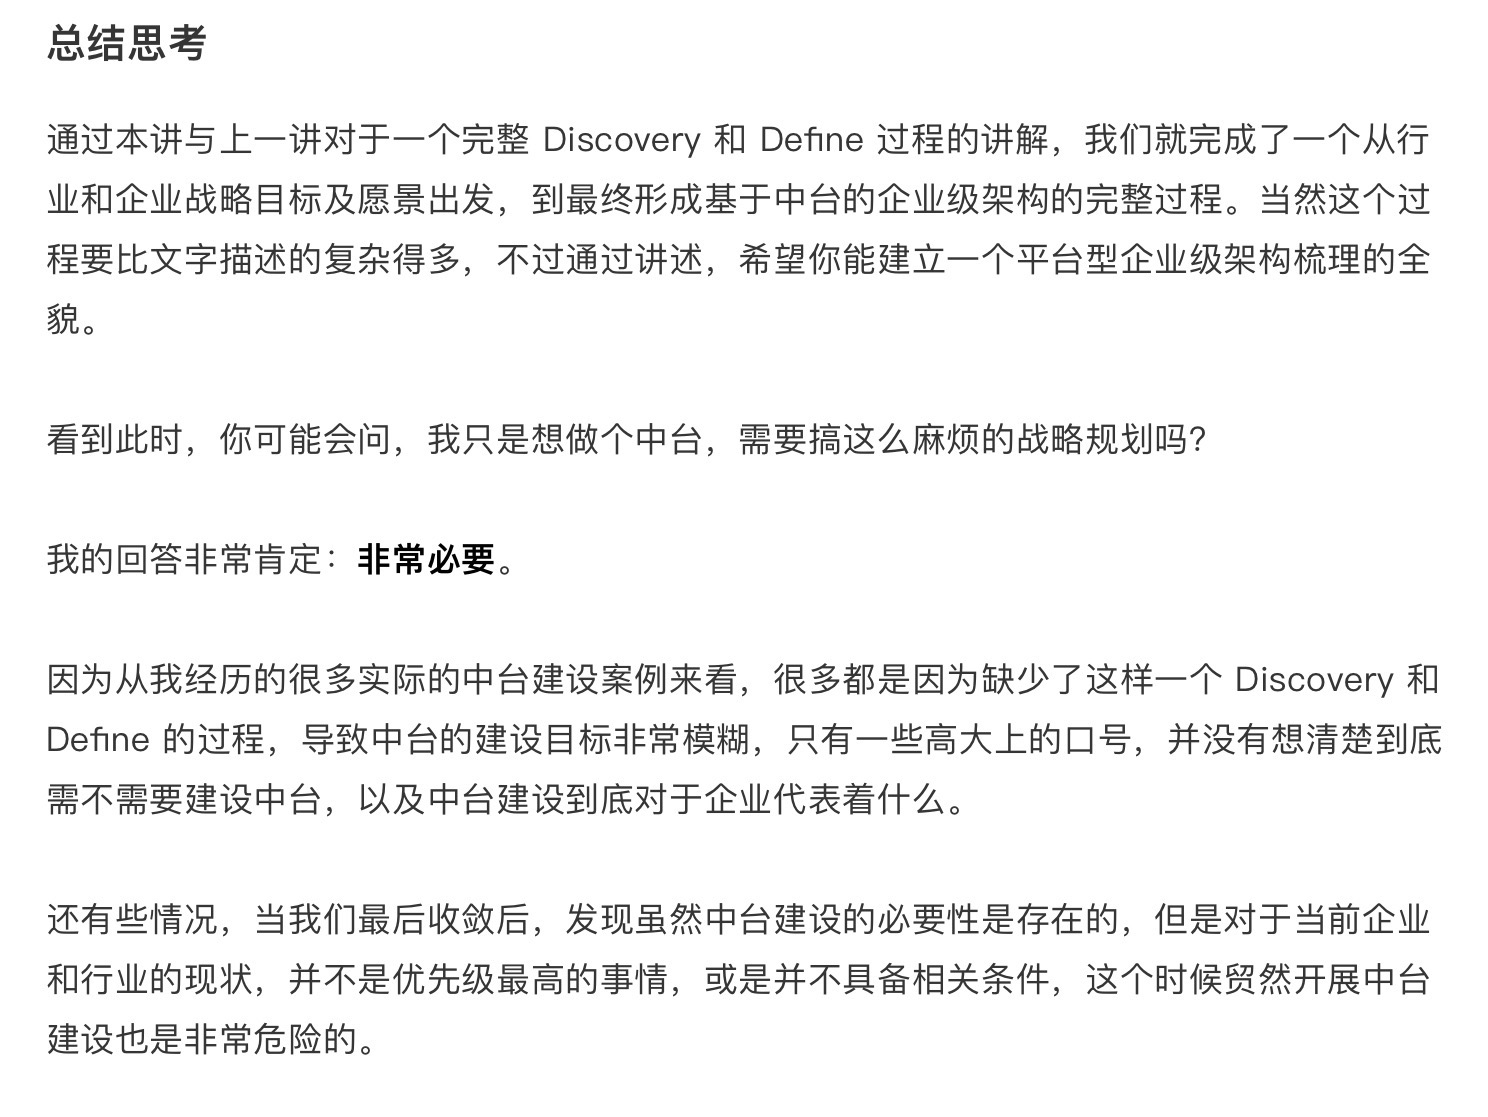 总结思考
通过本讲与上一讲对于一个完整 Discovery 和 Define 过程的讲解，我们就完成了一个从行
业和企业战略目标及愿景出发，到最终形成基于中台的企业级架构的完整过程。当然这个过
程要比文字描述的复杂得多，不过通过讲述，希望你能建立一个平台型企业级架构梳理的全
貌。
看到此时，你可能会问，我只是想做个中台，需要搞这么麻烦的战略规划吗？
我的回答非常肯定：非常必要。
因为从我经历的很多实际的中台建设案例来看，很多都是因为缺少了这样一个 Discovery 和
Define 的过程，导致中台的建设目标非常模糊，只有一些高大上的口号，并没有想清楚到底
需不需要建设中台，以及中台建设到底对于企业代表着什么。
还有些情况，当我们最后收敛后，发现虽然中台建设的必要性是存在的，但是对于当前企业
和行业的现状，并不是优先级最高的事情，或是并不具备相关条件，这个时候贸然开展中台
建设也是非常危险的。